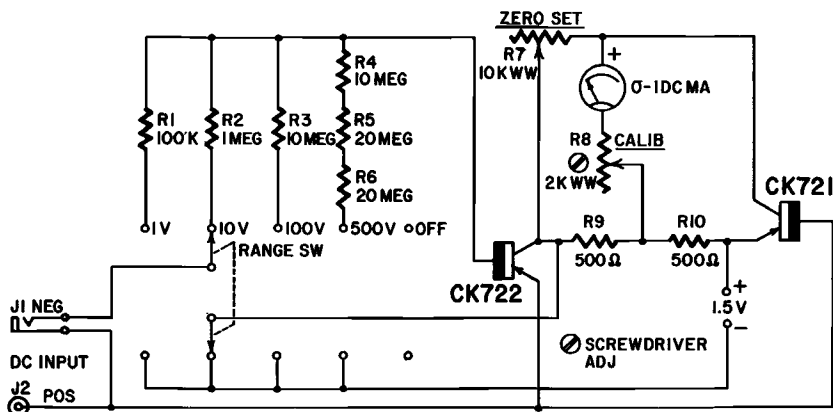 ZERO SET
R7
10K WW
+
0-1DC MA
R8
CALIB
2K WW
R4
10 MEG
R1
100K
R2
1 MEG
R3
10 MEG
R5
20 MEG
R6
20 MEG
CK721
1V
10V
100V
500V
OFF
RANGE SW
R9
500Ω
R10
500Ω
CK722
+
1.5V
−
J1 NEG
DC INPUT
SCREWDRIVER
ADJ
J2
POS